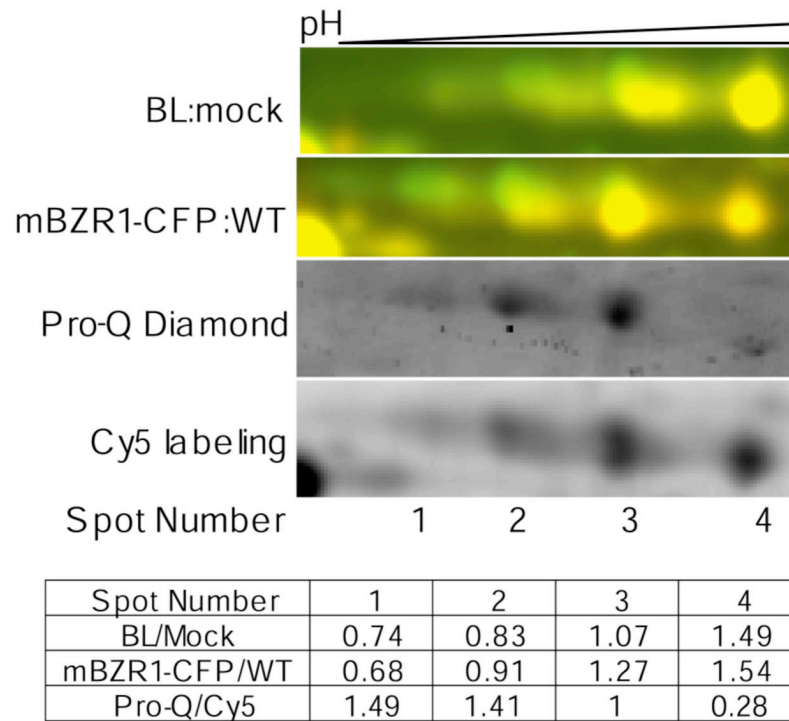 pH
BL:mock
mBZR1-CFP:WT
Pro-Q Diamond
Cy5 labeling
Spot Number 1 2 3 4
Spot Number 1 2 3 4
BL/Mock 0.74 0.83 1.07 1.49
mBZR1-CFP/WT 0.68 0.91 1.27 1.54
Pro-Q/Cy5 1.49 1.41 1 0.28